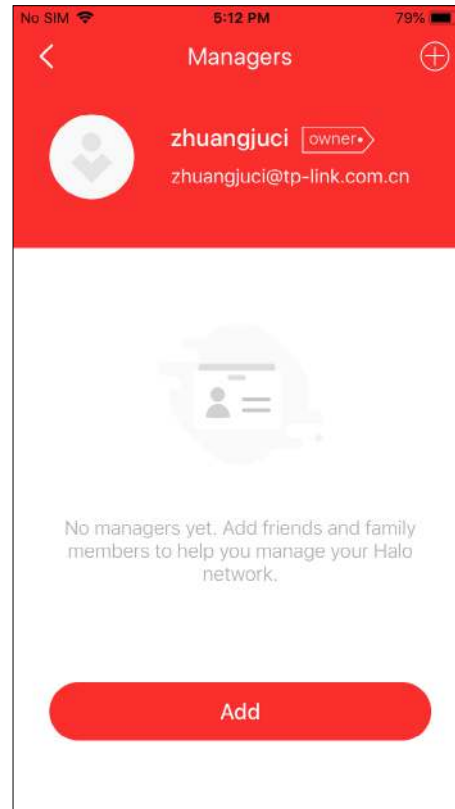 No SIM 5:12 PM 79%
Managers
zhuangjuci owner
zhuangjuci@tp-link.com.cn
No managers yet. Add friends and family
members to help you manage your Halo
network.
Add